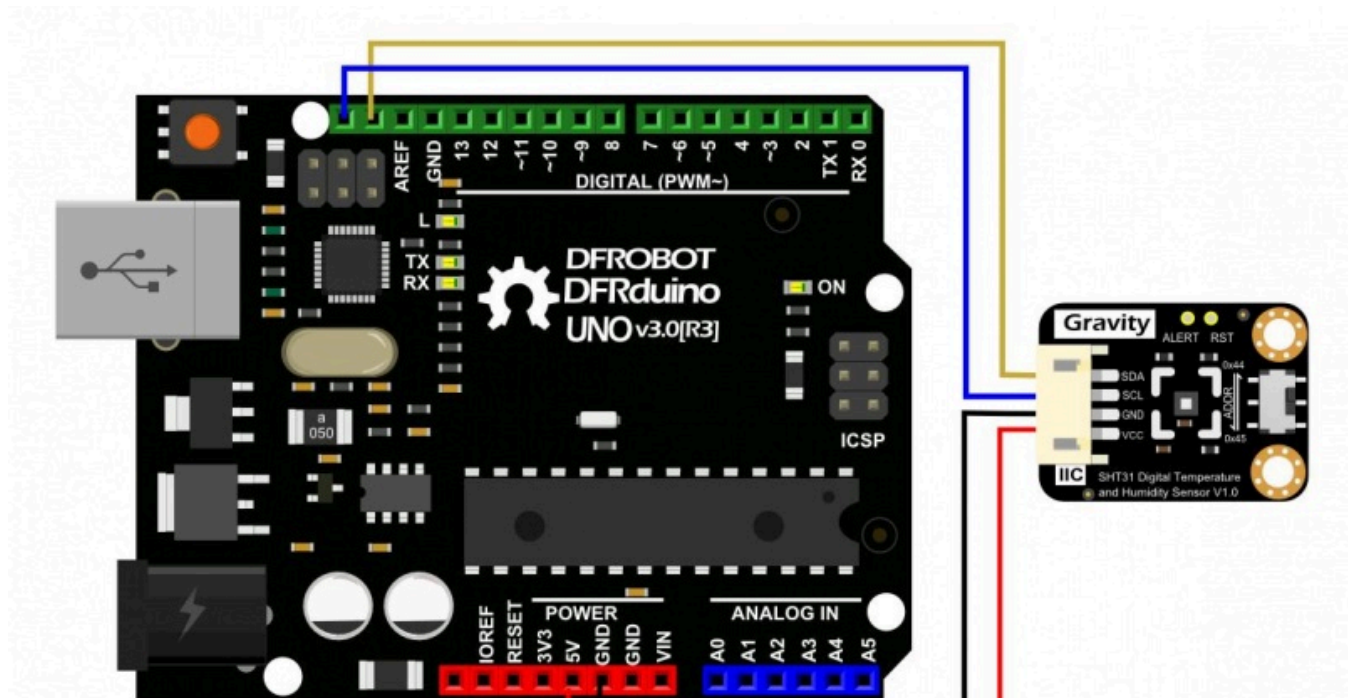 AREF
GND
13
12
~11
~10
~9
8
7
~6
~5
4
~3
2
TX 1
RX 0
DIGITAL (PWM~)
L
TX
RX
DFROBOT
DFRduino
UNO v3.0[R3]
ON
ICSP
a
050
Gravity
ALERT RST
SDA
SCL
GND
VCC
0x44
ADDR
0x45
IIC
SHT31 Digital Temperature
and Humidity Sensor V1.0
POWER
ANALOG IN
IOREF
RESET
3V3
5V
GND
GND
VIN
A0
A1
A2
A3
A4
A5